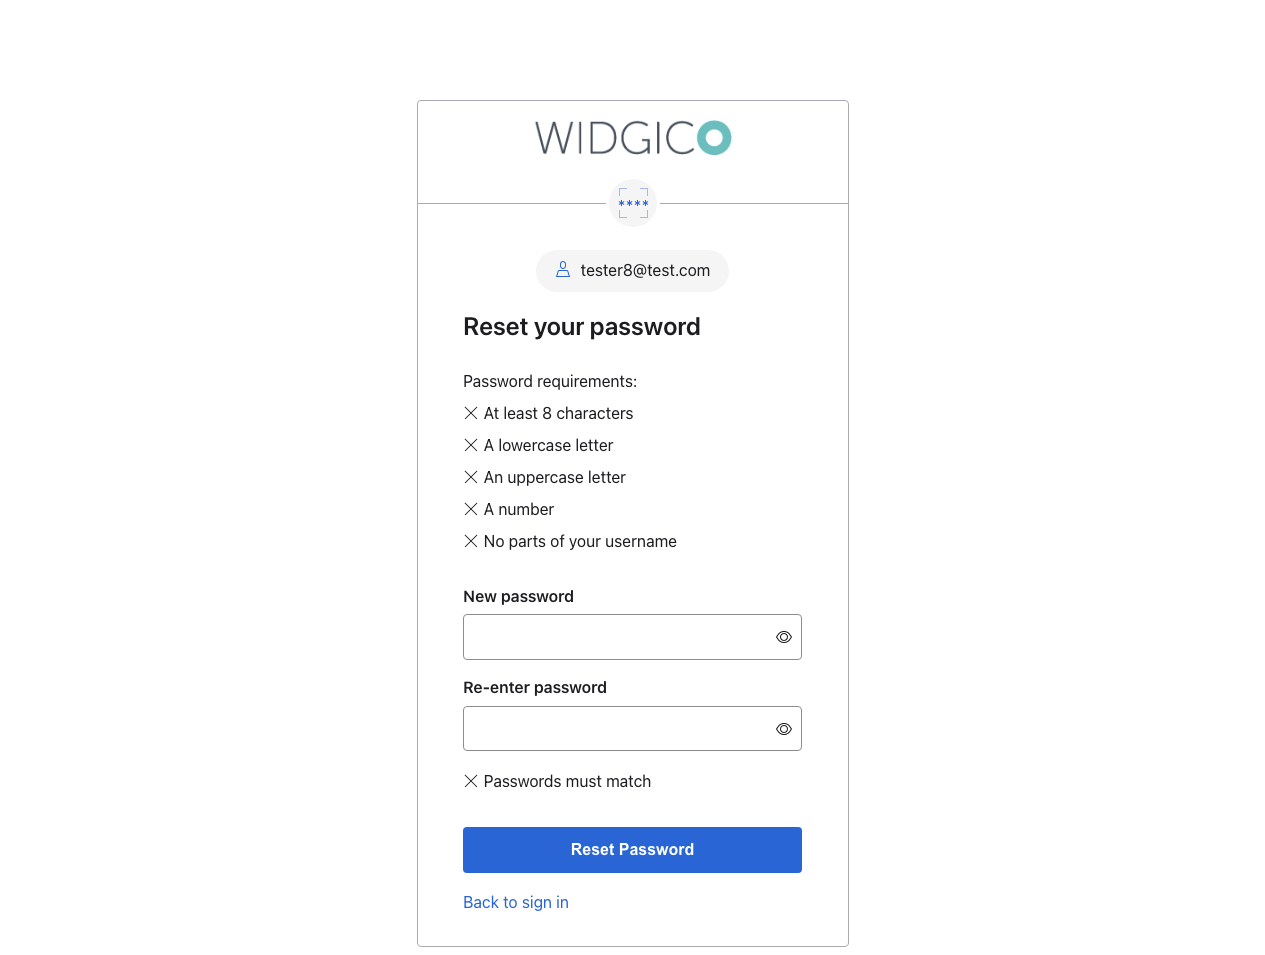 WIDGICO
****
tester8@test.com
Reset your password
Password requirements:
At least 8 characters
A lowercase letter
An uppercase letter
A number
No parts of your username
New password
Re-enter password
Passwords must match
Reset Password
Back to sign in